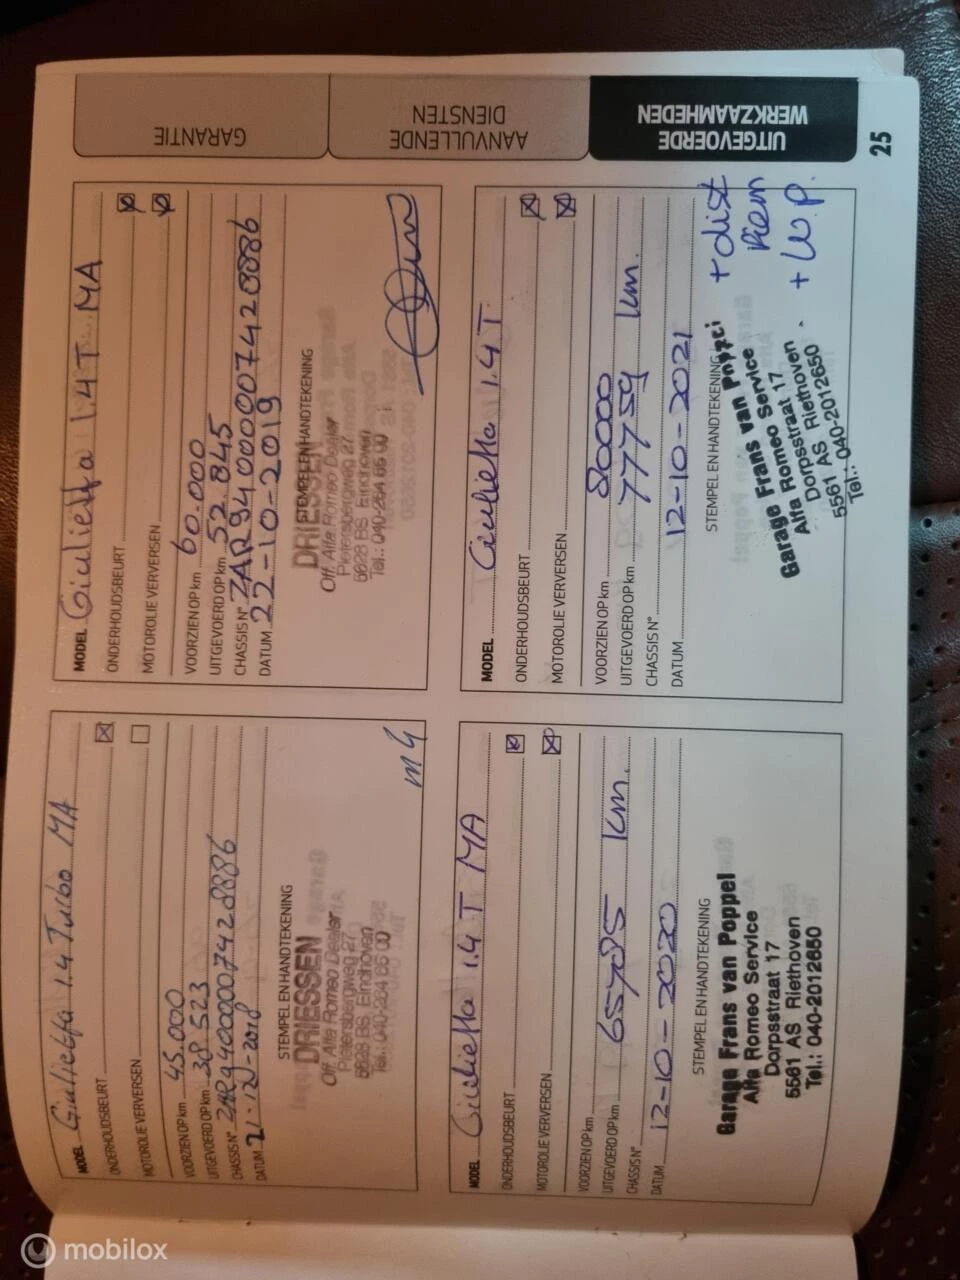 MODEL Giulietta 1.4 Turbo MA
ONDERHOUDSBEURT
MOTOROLIE VERVERSEN
VOORZIEN OP km 45.000
UITGEVOERD OP km 38 523
CHASSIS N° ZAR94000007428886
DATUM
STEMPEL EN HANDTEKENING
DRIESSEN
Off. Alfa Romeo Dealer
Pietersbergweg 27
5628 BS Eindhoven
Tel.: 040-264 66 00
MODEL Giulietta 1.4 T MA
ONDERHOUDSBEURT
MOTOROLIE VERVERSEN
VOORZIEN OP km 60.000
UITGEVOERD OP km 52.845
CHASSIS N° ZAR94000007428886
DATUM 22-10-2019
STEMPEL EN HANDTEKENING
DRIESSEN
Off. Alfa Romeo Dealer
Pietersbergweg 27
5628 BS Eindhoven
Tel.: 040-264 66 00
MODEL Giulietta 1.4 T MA
ONDERHOUDSBEURT
MOTOROLIE VERVERSEN
VOORZIEN OP km
UITGEVOERD OP km 65985 km.
CHASSIS N°
DATUM 12-10-2020
STEMPEL EN HANDTEKENING
Garage Frans van Poppel
Alfa Romeo Service
Dorpsstraat 17
5561 AS Riethoven
Tel.: 040-2012650
MODEL Giulietta 1.4 T
ONDERHOUDSBEURT
MOTOROLIE VERVERSEN
VOORZIEN OP km 80000
UITGEVOERD OP km 77759 km.
CHASSIS N°
DATUM 12-10-2021
STEMPEL EN HANDTEKENING
+ dist
riem
+ w p.
Garage Frans van Poppel
Alfa Romeo Service
Alfa Romeostraat 17
Dorpsstraat 17
5561 AS Riethoven
Tel.: 040-2012650
GARANTIE
AANVULLENDE
DIENSTEN
UITGEVOERDE
WERKZAAMHEDEN
25
mobilox